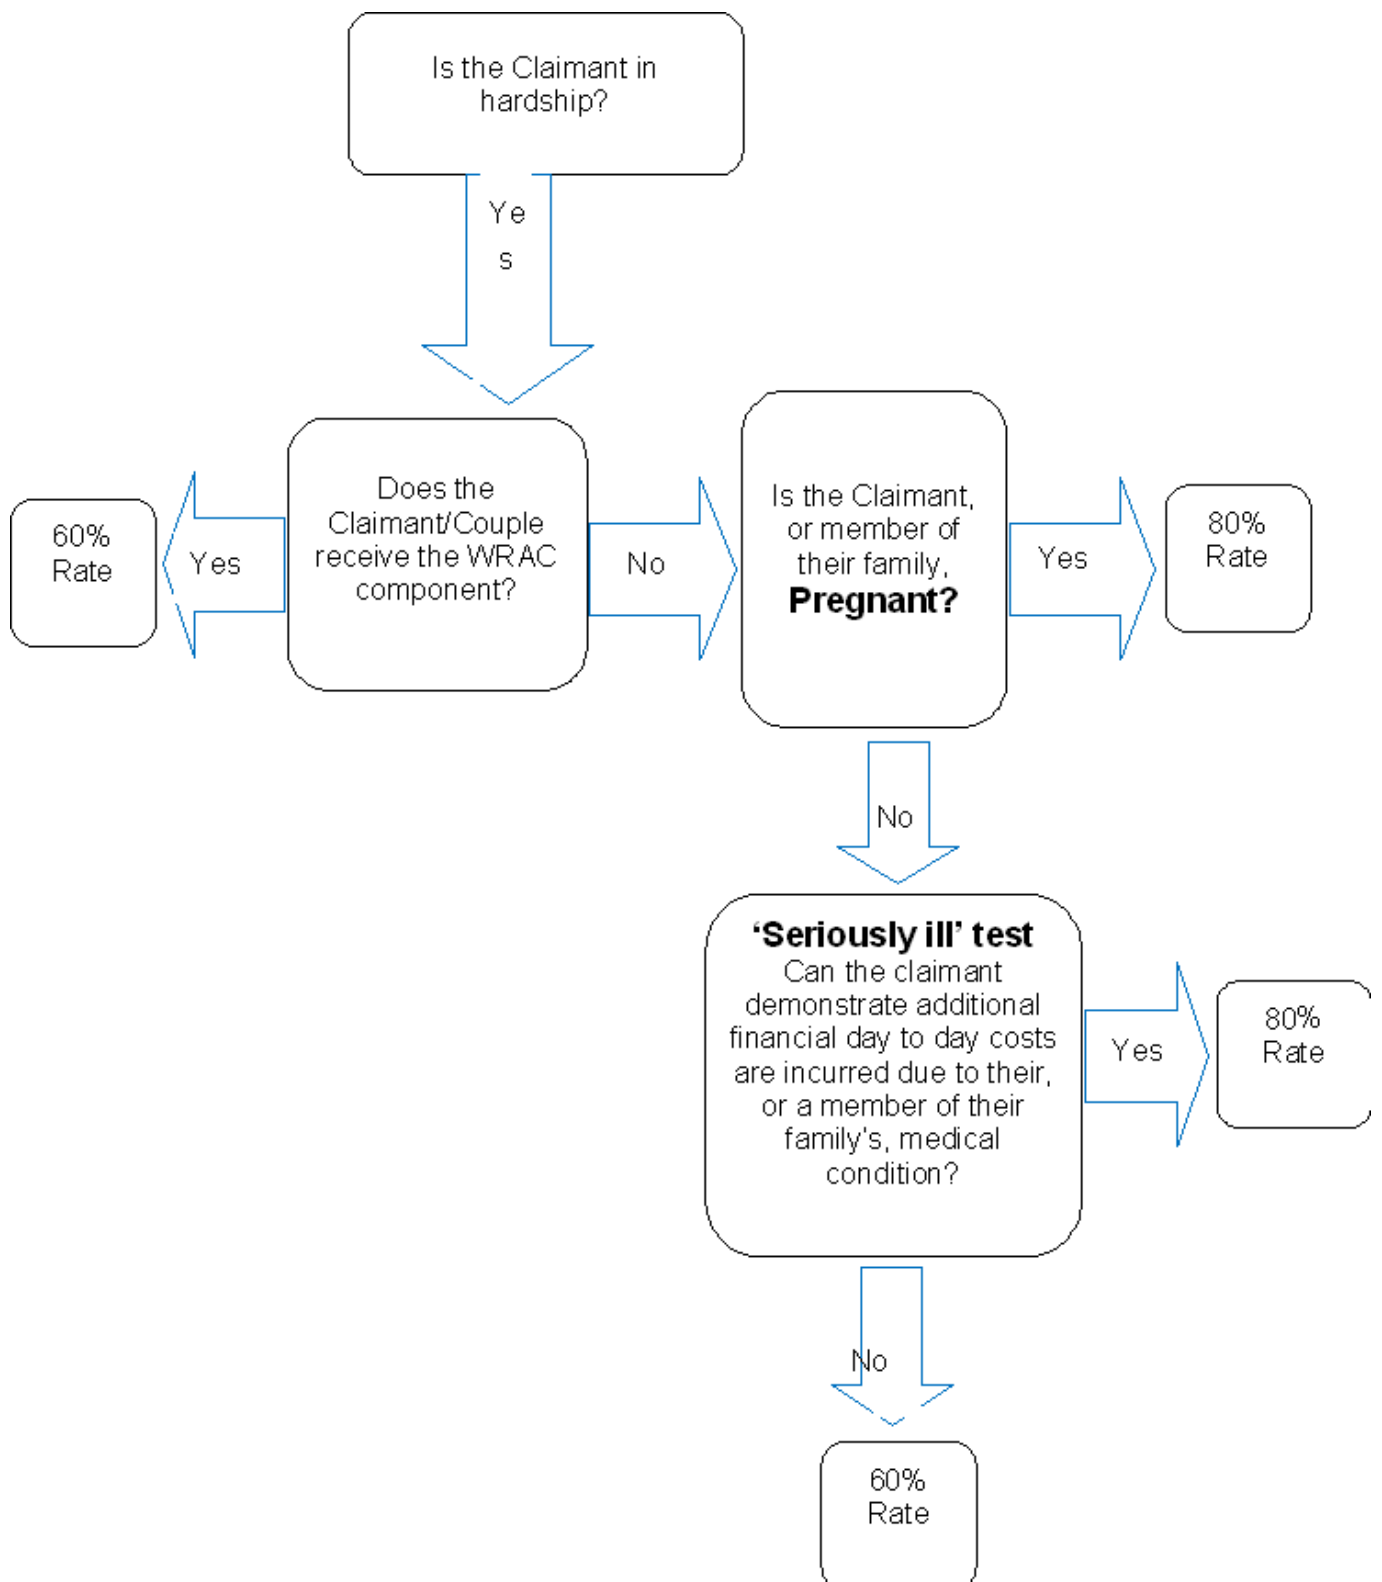 Is the Claimant in
hardship?
Ye
s
Does the
Claimant/Couple
receive the WRAC
component?
Yes
60%
Rate
No
Is the Claimant,
or member of
their family,
Pregnant?
Yes
80%
Rate
No
‘Seriously ill’ test
Can the claimant
demonstrate additional
financial day to day costs
are incurred due to their,
or a member of their
family's, medical
condition?
Yes
80%
Rate
No
60%
Rate